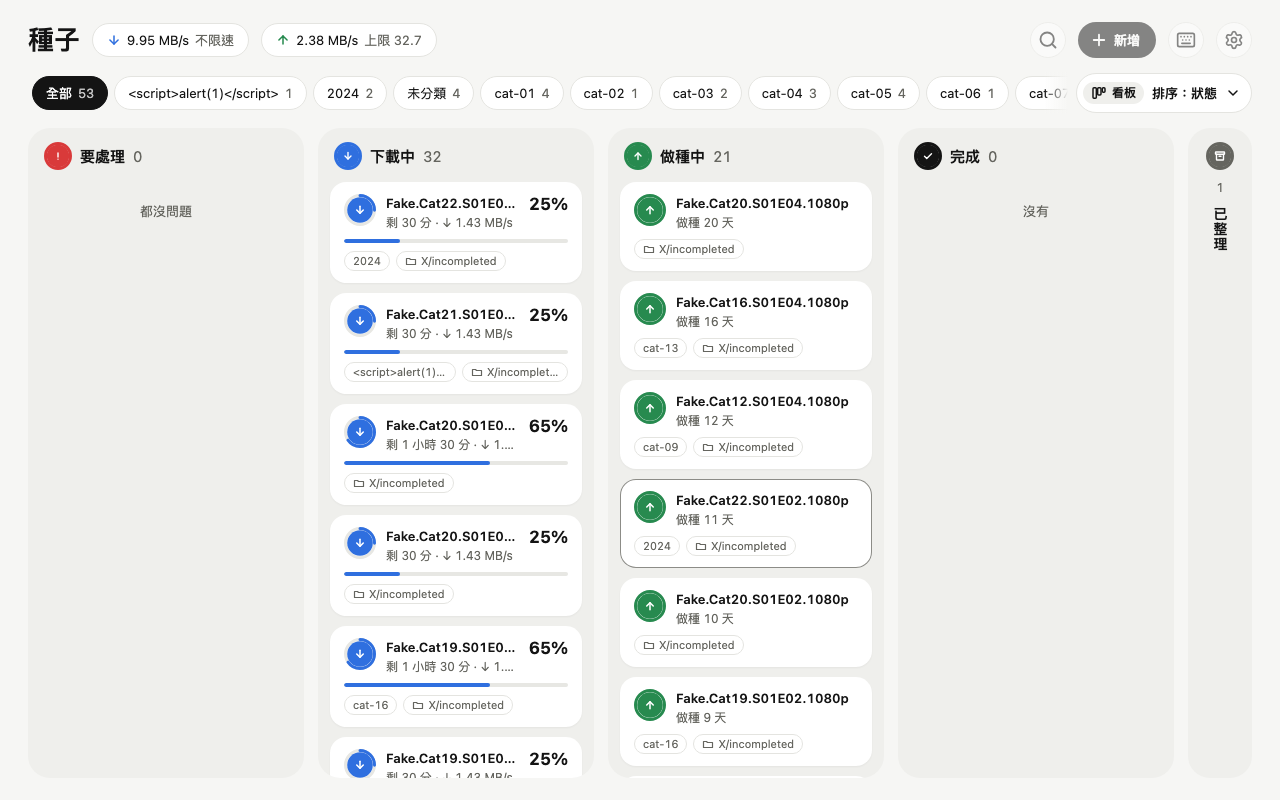 種子
9.95 MB/s 不限速
2.38 MB/s 上限 32.7
新增
全部 53
<script>alert(1)</script> 1
2024 2
未分類 4
cat-01 4
cat-02 1
cat-03 2
cat-04 3
cat-05 4
cat-06 1
cat-07
看板
排序：狀態
要處理 0
都沒問題
下載中 32
Fake.Cat22.S01E0... 25%
剩 30 分 · ↓ 1.43 MB/s
2024 X/incompleted
Fake.Cat21.S01E0... 25%
剩 30 分 · ↓ 1.43 MB/s
<script>alert(1)... X/incomplet...
Fake.Cat20.S01E0... 65%
剩 1 小時 30 分 · ↓ 1....
X/incompleted
Fake.Cat20.S01E0... 25%
剩 30 分 · ↓ 1.43 MB/s
X/incompleted
Fake.Cat19.S01E0... 65%
剩 1 小時 30 分 · ↓ 1....
cat-16 X/incompleted
Fake.Cat19.S01E0... 25%
剩 30 分 · ↓ 1.43 MB/s
做種中 21
Fake.Cat20.S01E04.1080p
做種 20 天
X/incompleted
Fake.Cat16.S01E04.1080p
做種 16 天
cat-13 X/incompleted
Fake.Cat12.S01E04.1080p
做種 12 天
cat-09 X/incompleted
Fake.Cat22.S01E02.1080p
做種 11 天
2024 X/incompleted
Fake.Cat20.S01E02.1080p
做種 10 天
X/incompleted
Fake.Cat19.S01E02.1080p
做種 9 天
cat-16 X/incompleted
完成 0
沒有
1
已整理